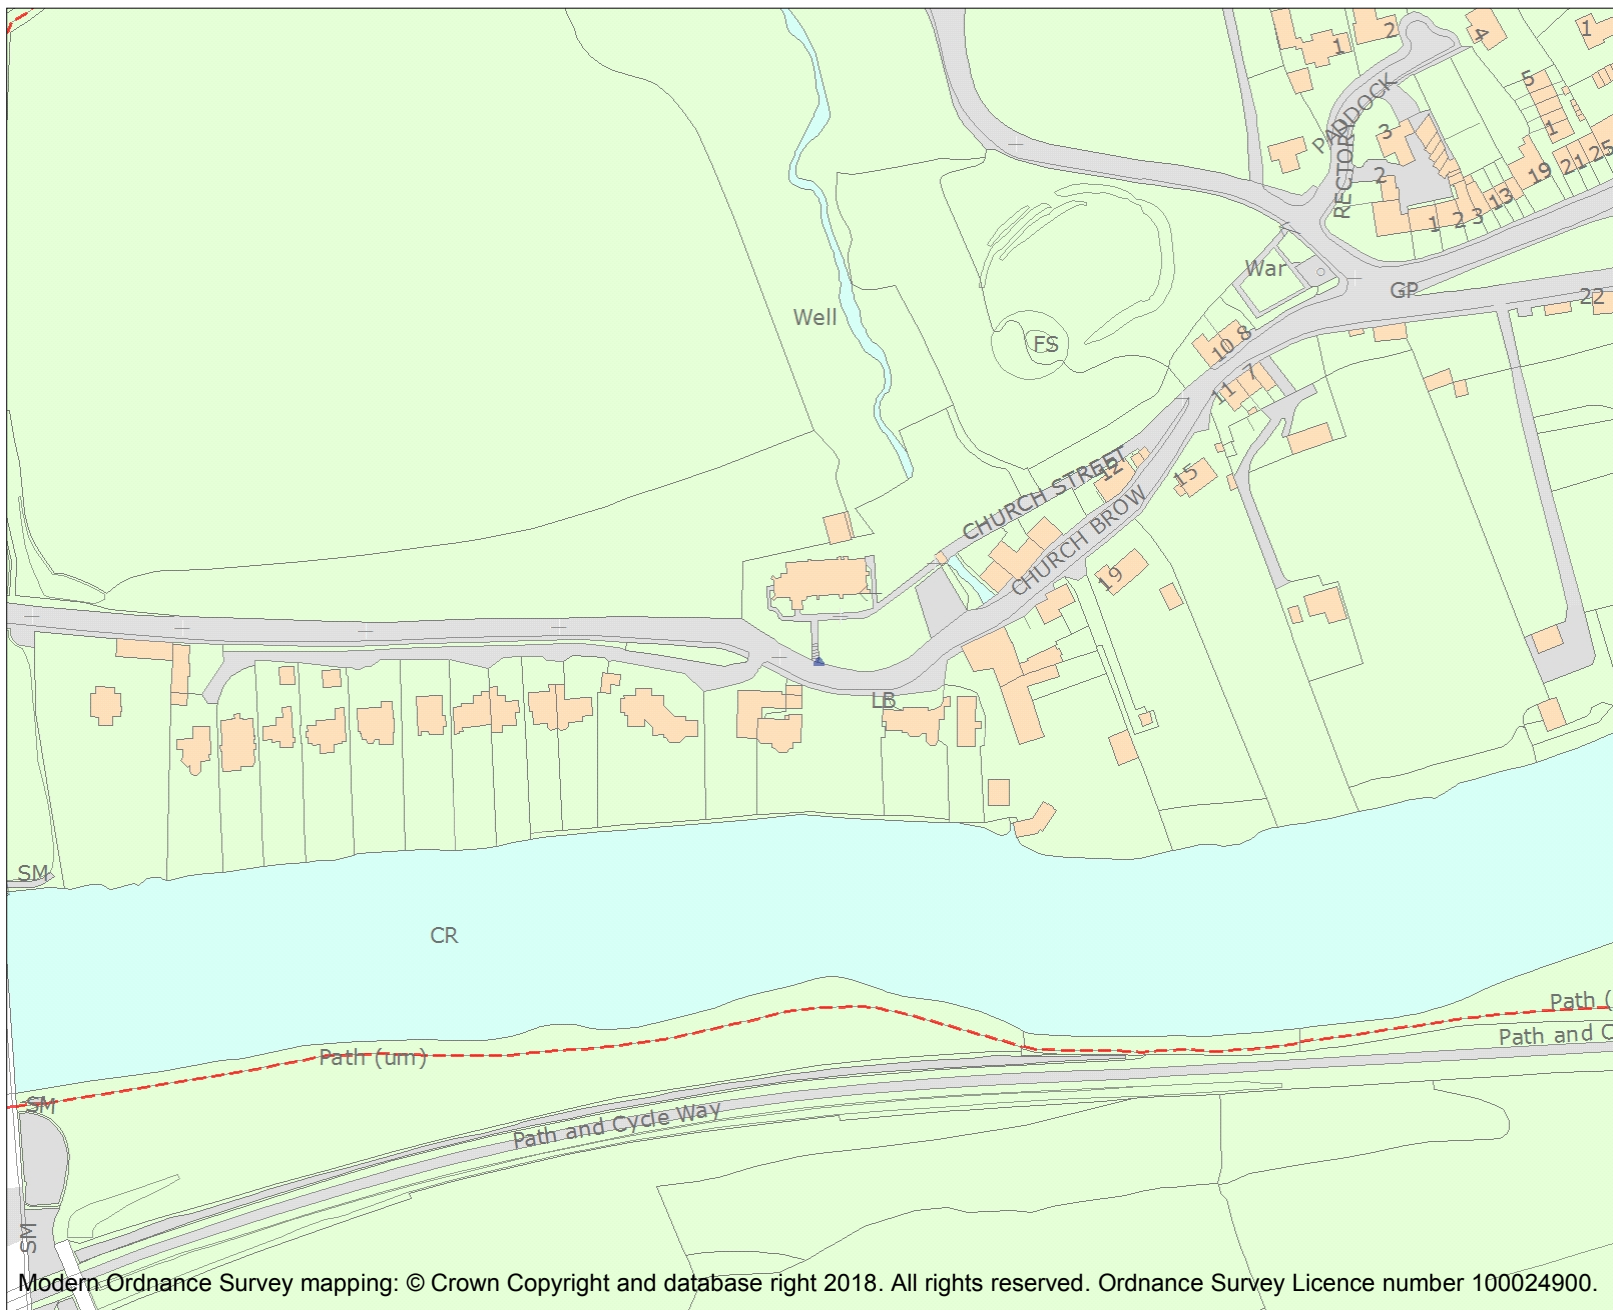 1
2
4
1
5
RECTORY PADDOCK
3
1
19
21
25
2
13
1
2
3
War
GP
22
Well
FS
10
8
7
11
CHURCH STREET
12
15
CHURCH BROW
19
LB
SM
CR
Path (
Path and C
Path (um)
SM
Path and Cycle Way
SM
Modern Ordnance Survey mapping: © Crown Copyright and database right 2018. All rights reserved. Ordnance Survey Licence number 100024900.